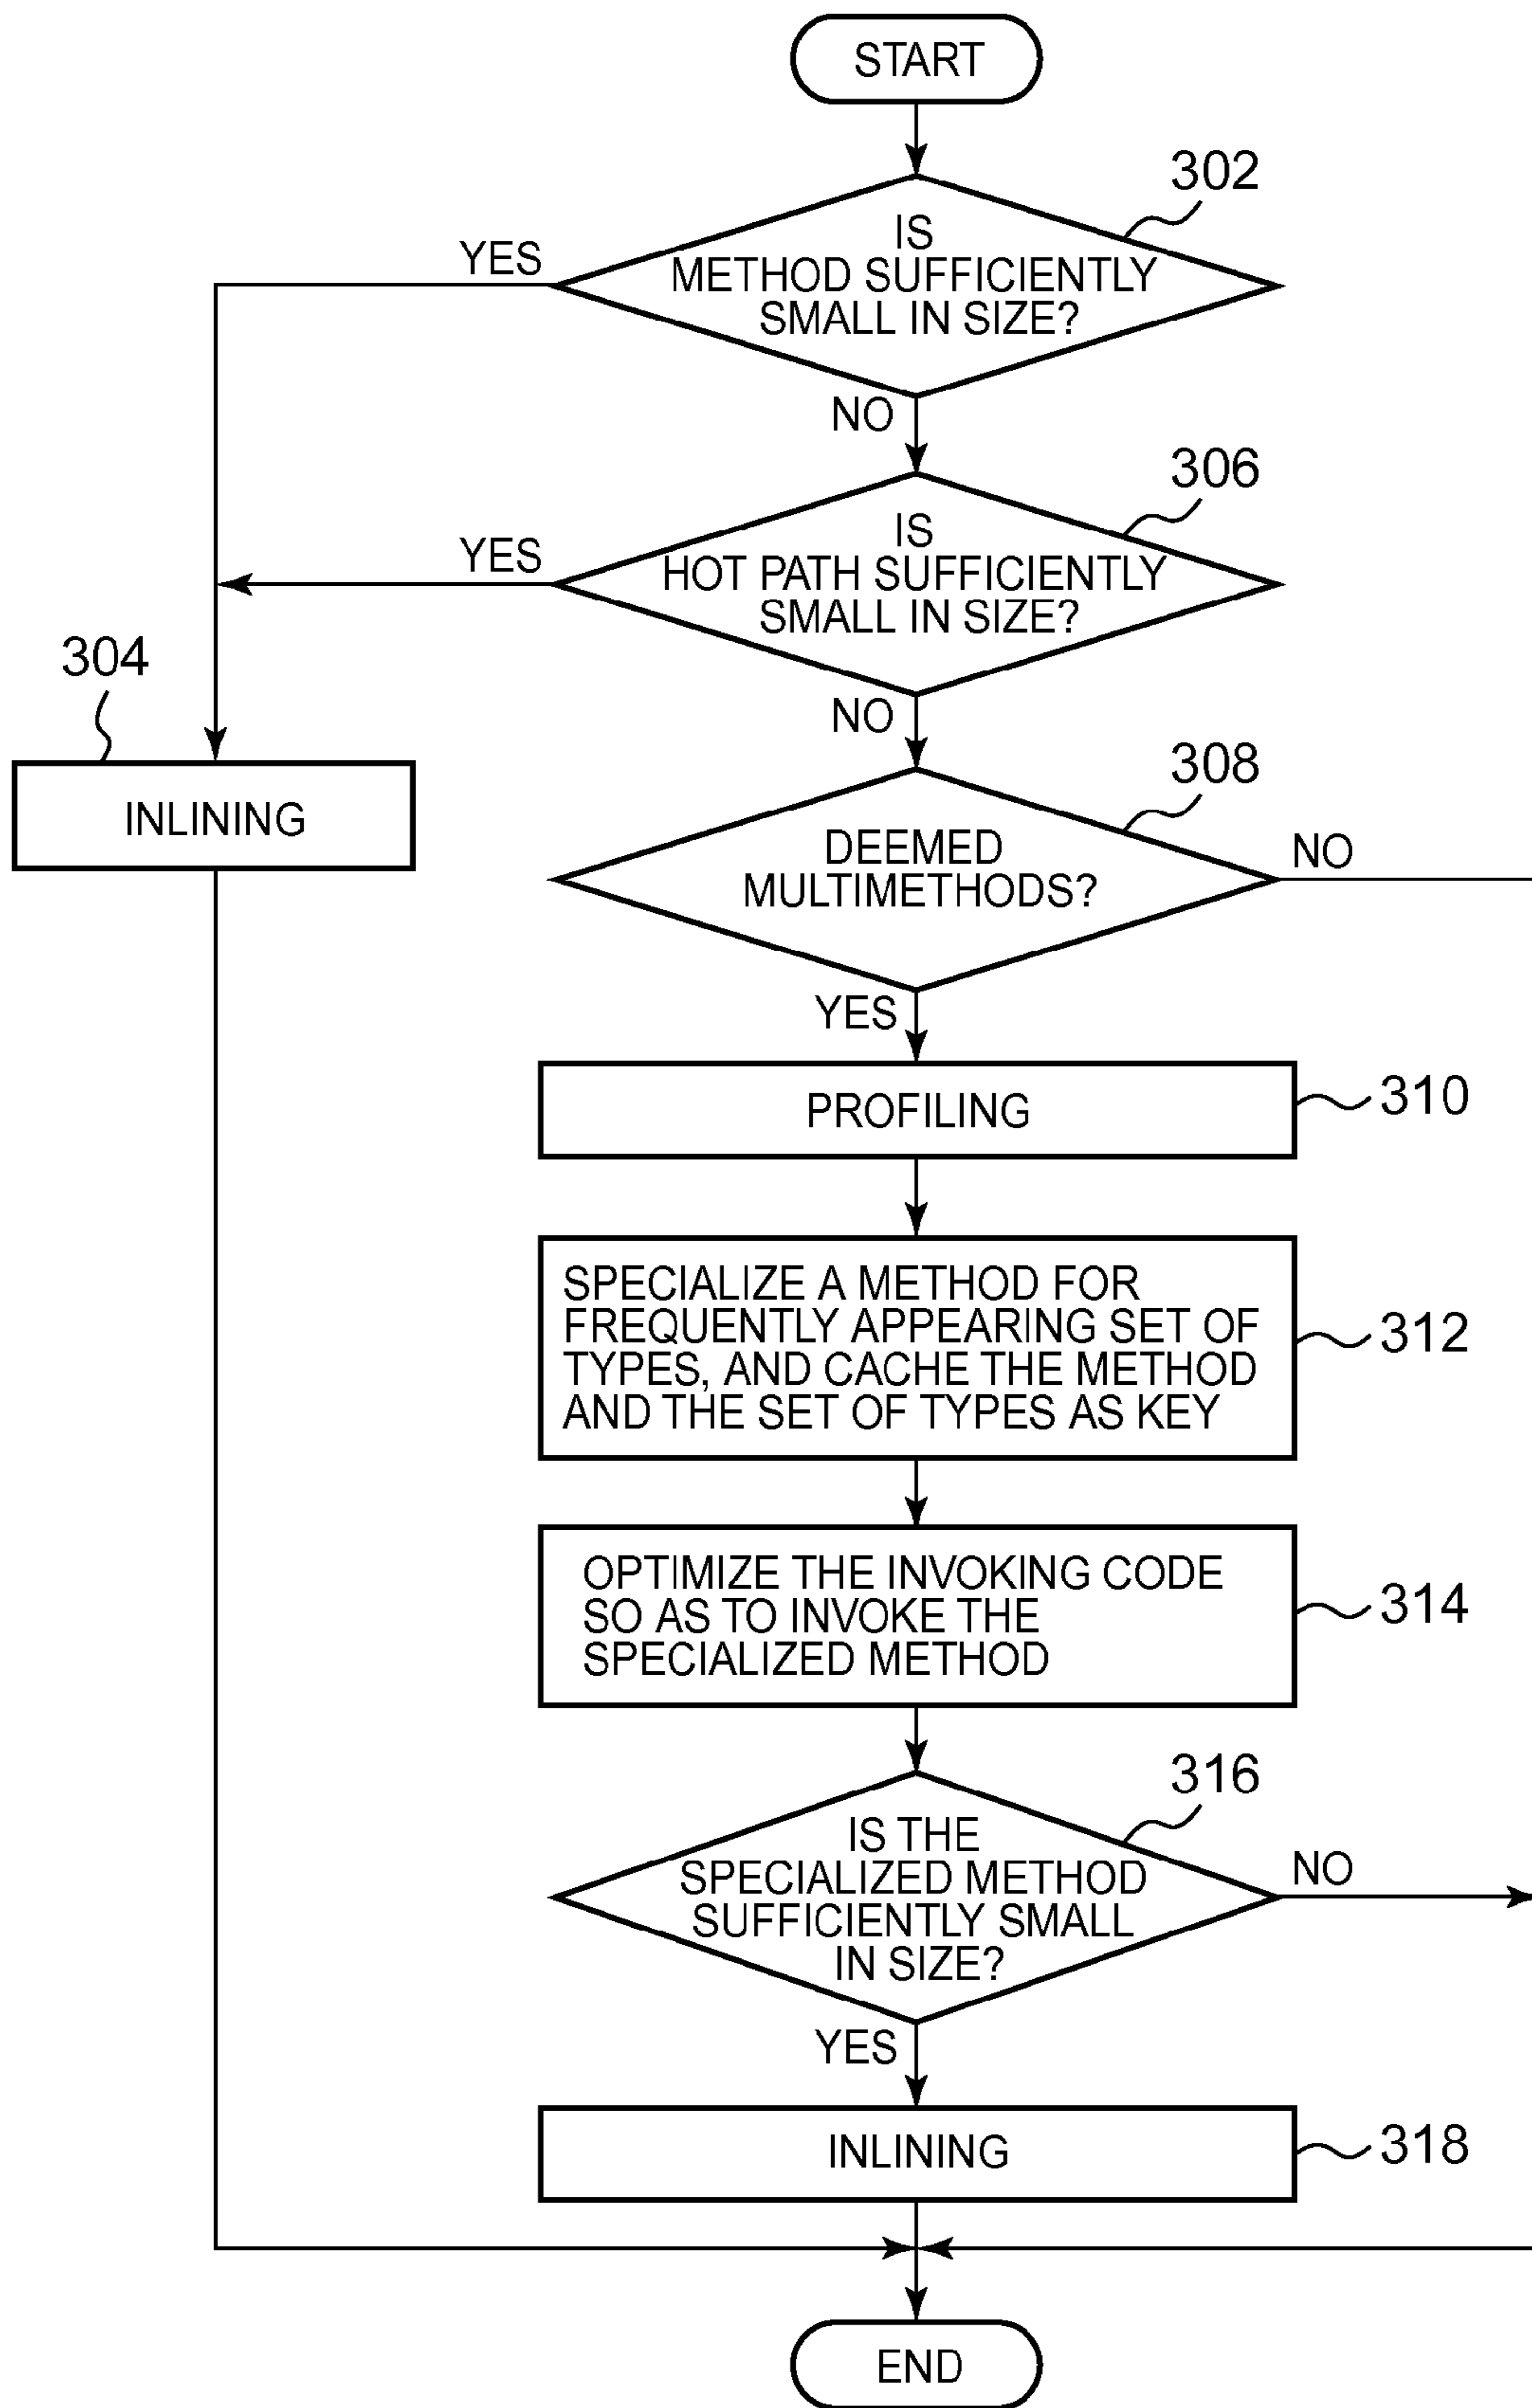 START
302
IS
METHOD SUFFICIENTLY
SMALL IN SIZE?
YES
NO
306
IS
HOT PATH SUFFICIENTLY
SMALL IN SIZE?
YES
NO
304
INLINING
308
DEEMED
MULTIMETHODS?
NO
YES
PROFILING
310
SPECIALIZE A METHOD FOR
FREQUENTLY APPEARING SET OF
TYPES, AND CACHE THE METHOD
AND THE SET OF TYPES AS KEY
312
OPTIMIZE THE INVOKING CODE
SO AS TO INVOKE THE
SPECIALIZED METHOD
314
316
IS THE
SPECIALIZED METHOD
SUFFICIENTLY SMALL
IN SIZE?
NO
YES
INLINING
318
END